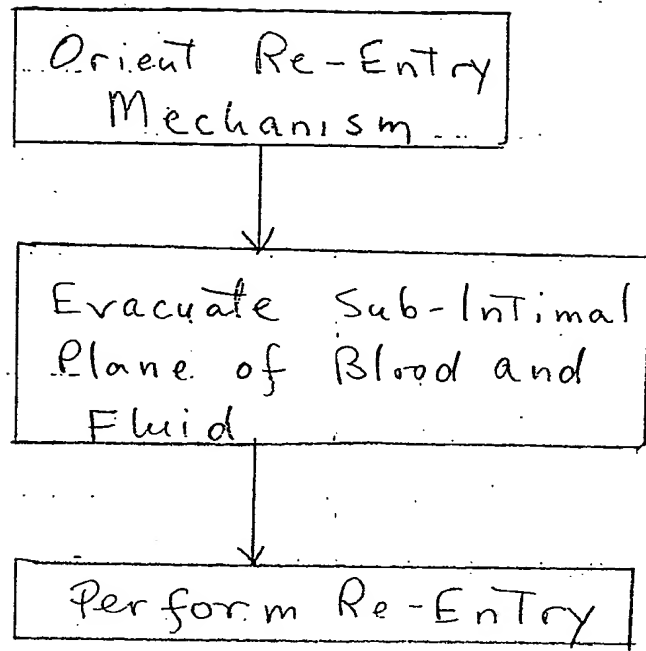 Orient Re-Entry
Mechanism
Evacuate Sub-Intimal
Plane of Blood and
Fluid
Perform Re-Entry